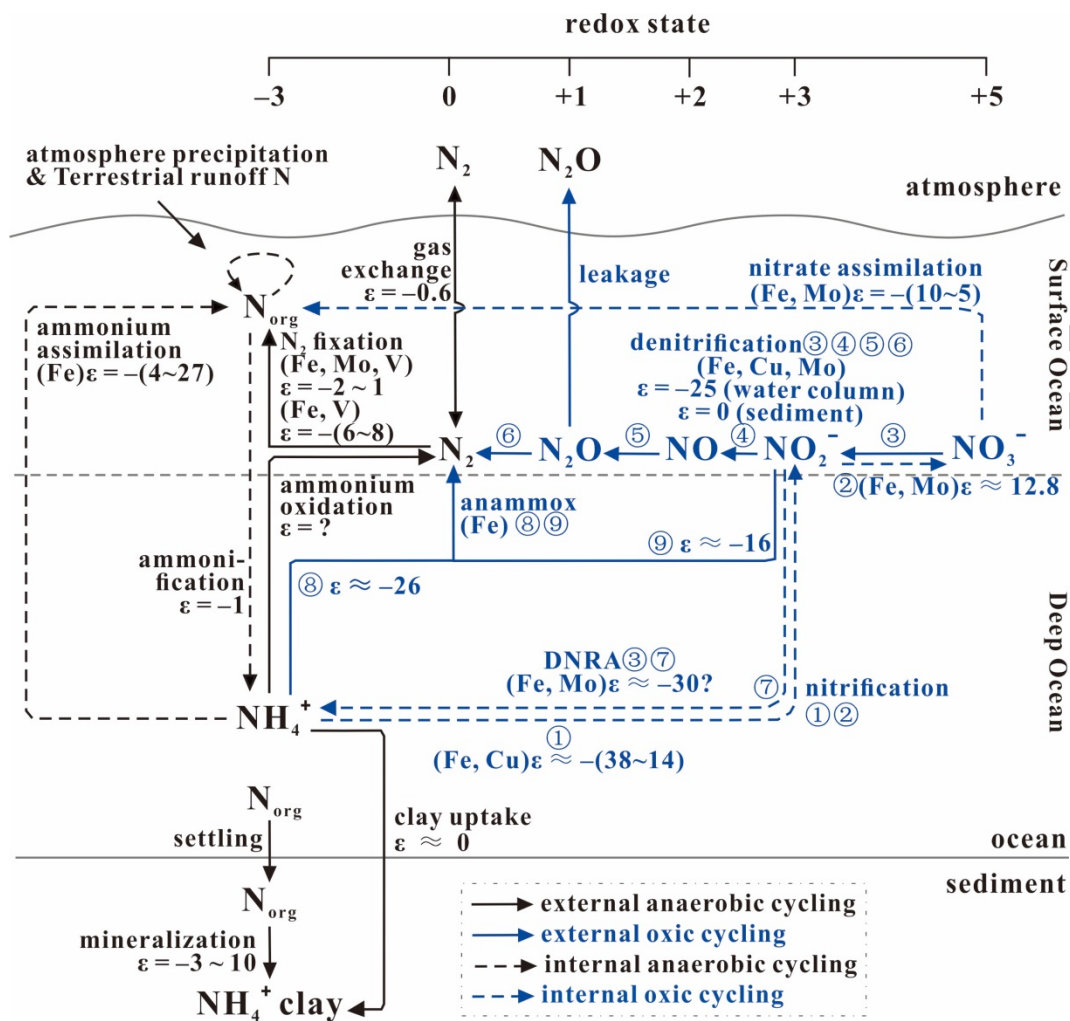 redox state
−3 0 +1 +2 +3 +5
atmosphere precipitation
& Terrestrial runoff N
N₂
N₂O
atmosphere
gas
exchange
ε = −0.6
leakage
nitrate assimilation
(Fe, Mo)ε = −(10~5)
N org
ammonium
assimilation
(Fe)ε = −(4~27)
N₂ fixation
(Fe, Mo, V)
ε = −2 ~ 1
(Fe, V)
ε = −(6~8)
denitrification③④⑤⑥
(Fe, Cu, Mo)
ε = −25 (water column)
ε = 0 (sediment)
Surface Ocean
N₂ ⑥ N₂O ⑤ NO ④ NO₂⁻ ③ NO₃⁻
②(Fe, Mo)ε ≈ 12.8
ammonium
oxidation
ε = ?
anammox
(Fe) ⑧⑨
⑨ ε ≈ −16
ammoni-
fication
ε = −1
⑧ ε ≈ −26
Deep Ocean
DNRA③⑦
(Fe, Mo)ε ≈ −30?
⑦
nitrification
①②
NH₄⁺
①
(Fe, Cu)ε ≈ −(38~14)
N org
settling
clay uptake
ε ≈ 0
ocean
sediment
N org
mineralization
ε = −3 ~ 10
NH₄⁺ clay
external anaerobic cycling
external oxic cycling
internal anaerobic cycling
internal oxic cycling